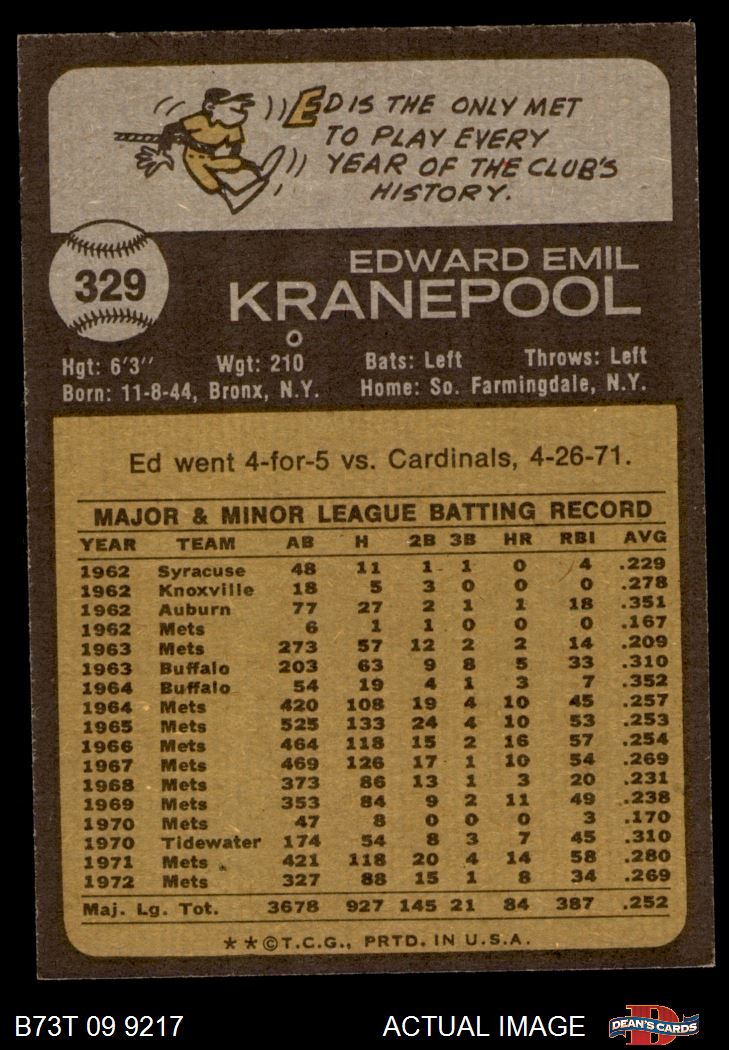 ED IS THE ONLY MET
TO PLAY EVERY
YEAR OF THE CLUB'S
HISTORY.
329
EDWARD EMIL
KRANEPOOL
Hgt: 6'3" Wgt: 210 Bats: Left Throws: Left
Born: 11-8-44, Bronx, N.Y. Home: So. Farmingdale, N.Y.
Ed went 4-for-5 vs. Cardinals, 4-26-71.
MAJOR & MINOR LEAGUE BATTING RECORD
YEAR TEAM AB H 2B 3B HR RBI AVG
1962 Syracuse 48 11 1 1 0 4 .229
1962 Knoxville 18 5 3 0 0 0 .278
1962 Auburn 77 27 2 1 1 18 .351
1962 Mets 6 1 1 0 0 0 .167
1963 Mets 273 57 12 2 2 14 .209
1963 Buffalo 203 63 9 8 5 33 .310
1964 Buffalo 54 19 4 1 3 7 .352
1964 Mets 420 108 19 4 10 45 .257
1965 Mets 525 133 24 4 10 53 .253
1966 Mets 464 118 15 2 16 57 .254
1967 Mets 469 126 17 1 10 54 .269
1968 Mets 373 86 13 1 3 20 .231
1969 Mets 353 84 9 2 11 49 .238
1970 Mets 47 8 0 0 0 3 .170
1970 Tidewater 174 54 8 3 7 45 .310
1971 Mets 421 118 20 4 14 58 .280
1972 Mets 327 88 15 1 8 34 .269
Maj. Lg. Tot. 3678 927 145 21 84 387 .252
★★©T.C.G., PRTD. IN U.S.A.
B73T 09 9217 ACTUAL IMAGE DEAN'S CARDS